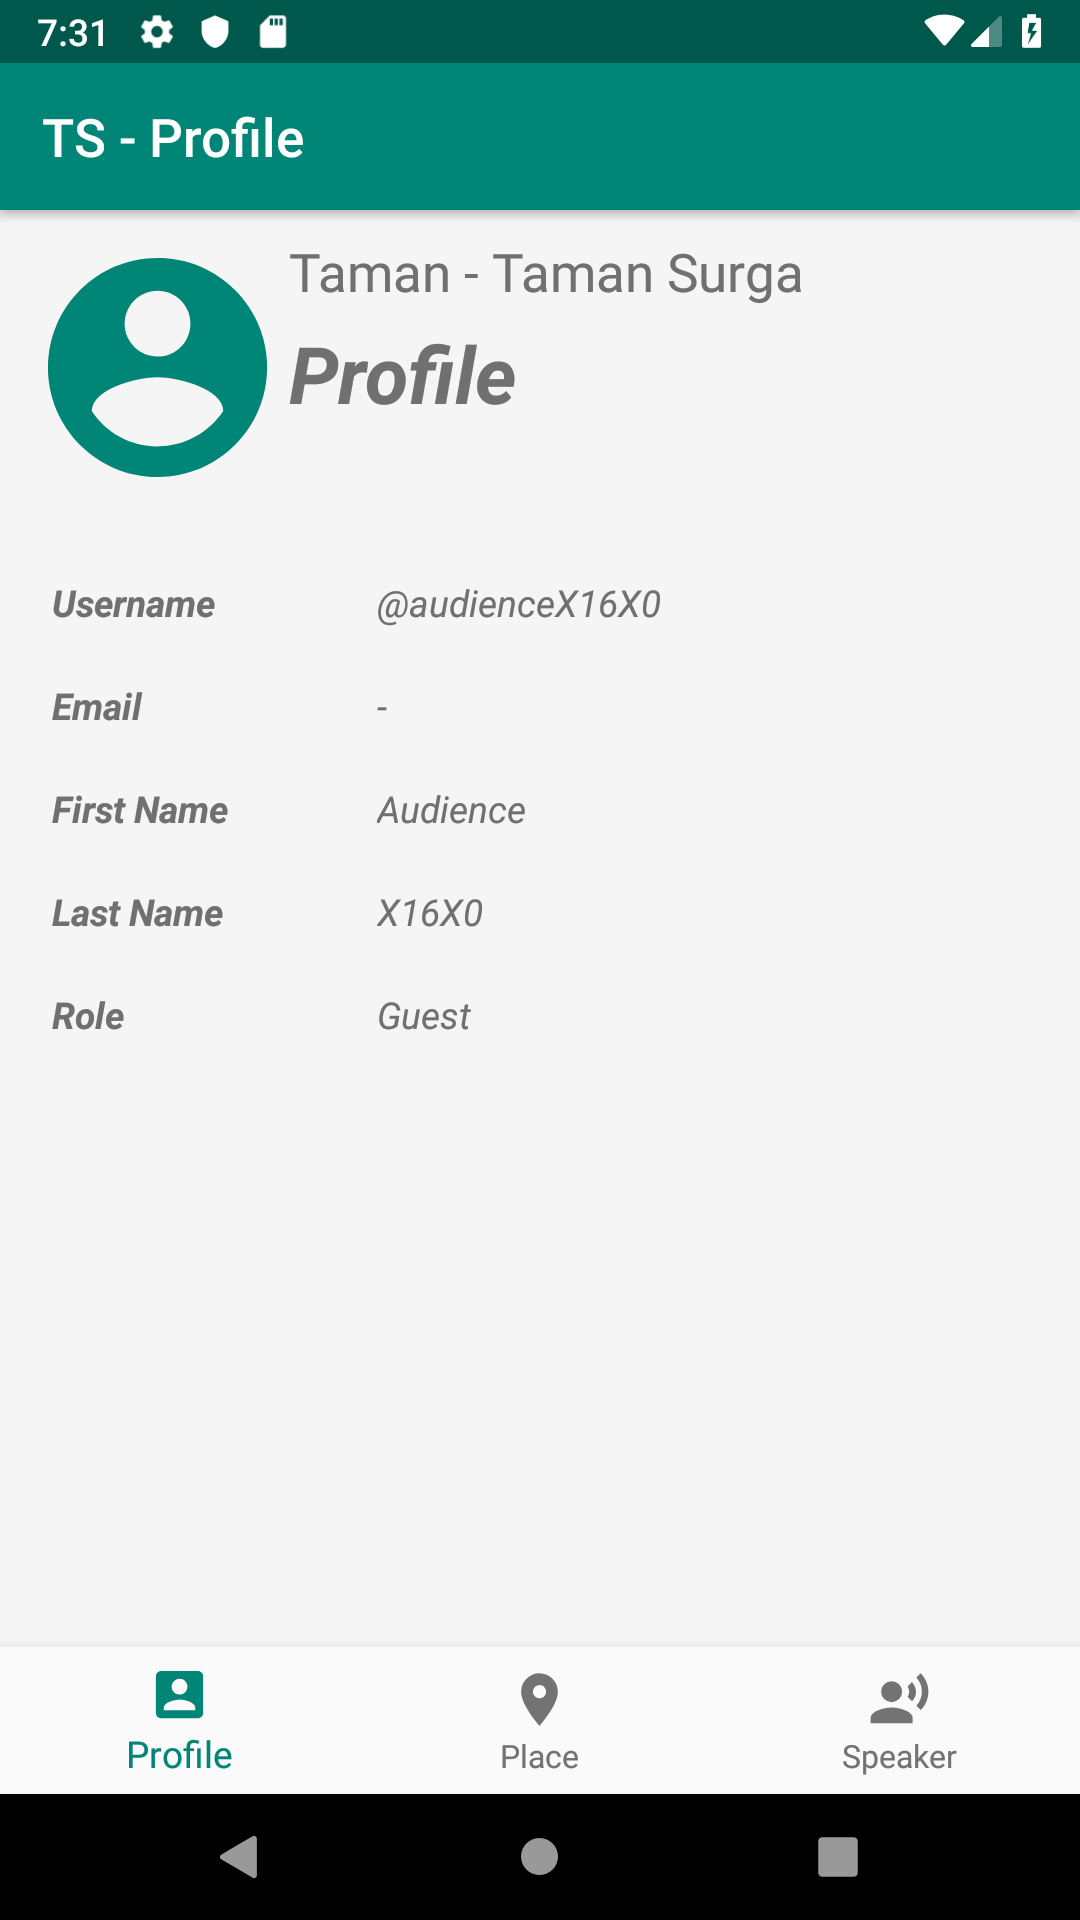 7:31
TS - Profile
Taman - Taman Surga
Profile
Username @audienceX16X0
Email -
First Name Audience
Last Name X16X0
Role Guest
Profile Place Speaker